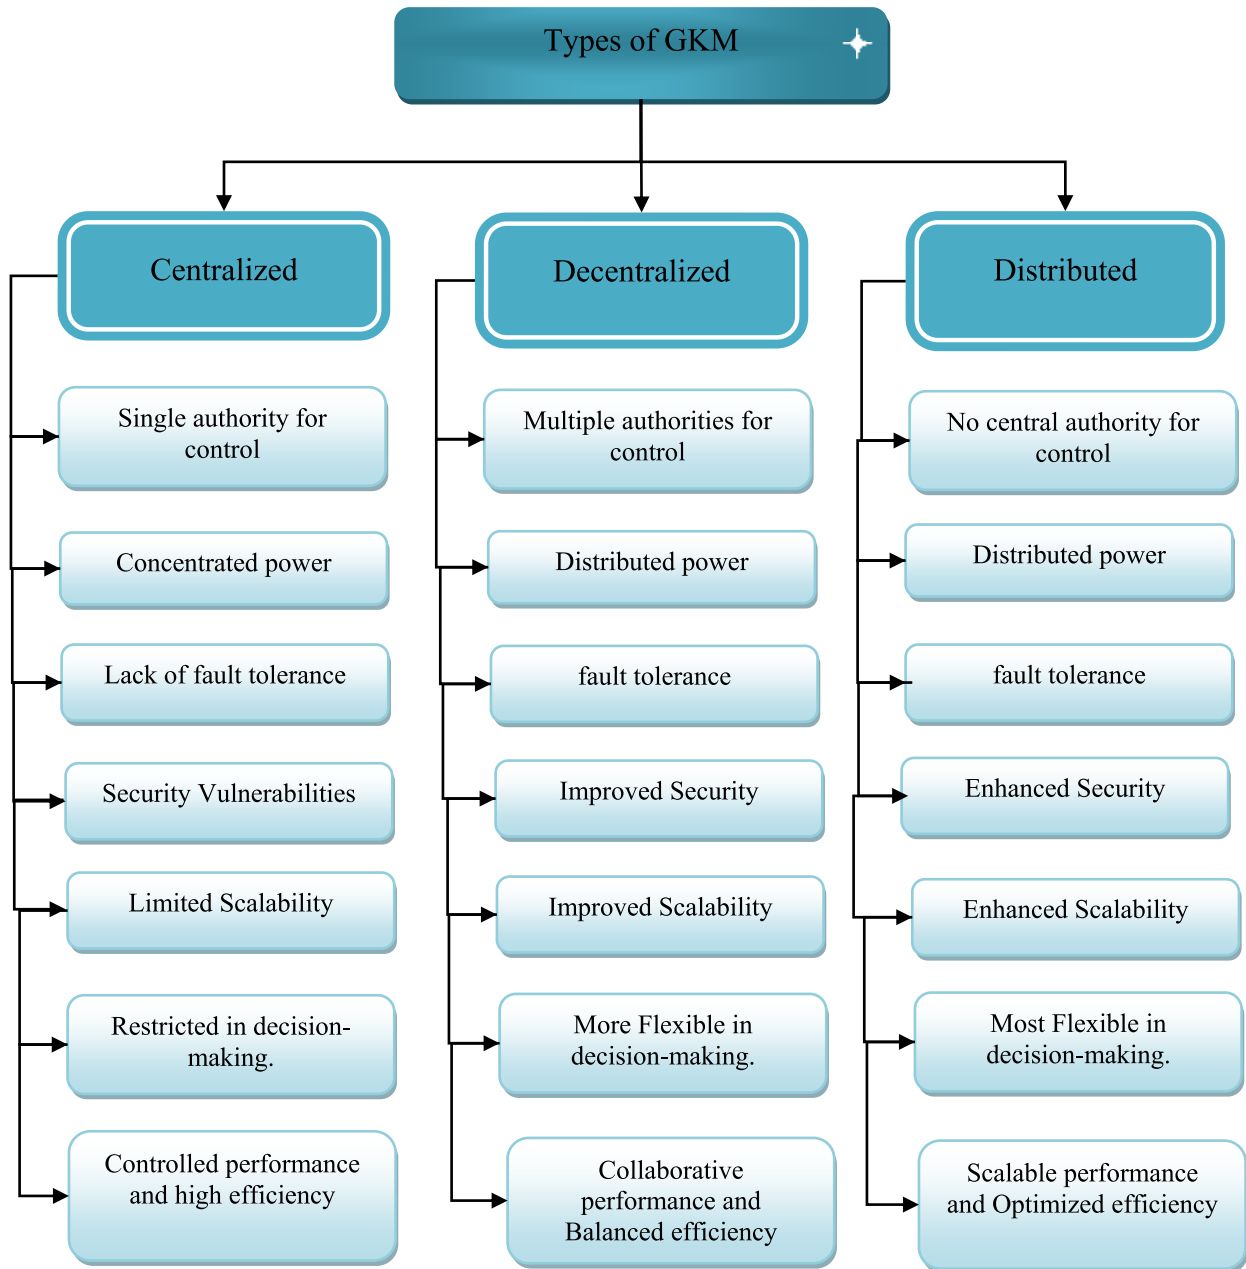 Types of GKM
Centralized
Single authority for
control
Concentrated power
Lack of fault tolerance
Security Vulnerabilities
Limited Scalability
Restricted in decision-
making.
Controlled performance
and high efficiency
Decentralized
Multiple authorities for
control
Distributed power
fault tolerance
Improved Security
Improved Scalability
More Flexible in
decision-making.
Collaborative
performance and
Balanced efficiency
Distributed
No central authority for
control
Distributed power
fault tolerance
Enhanced Security
Enhanced Scalability
Most Flexible in
decision-making.
Scalable performance
and Optimized efficiency